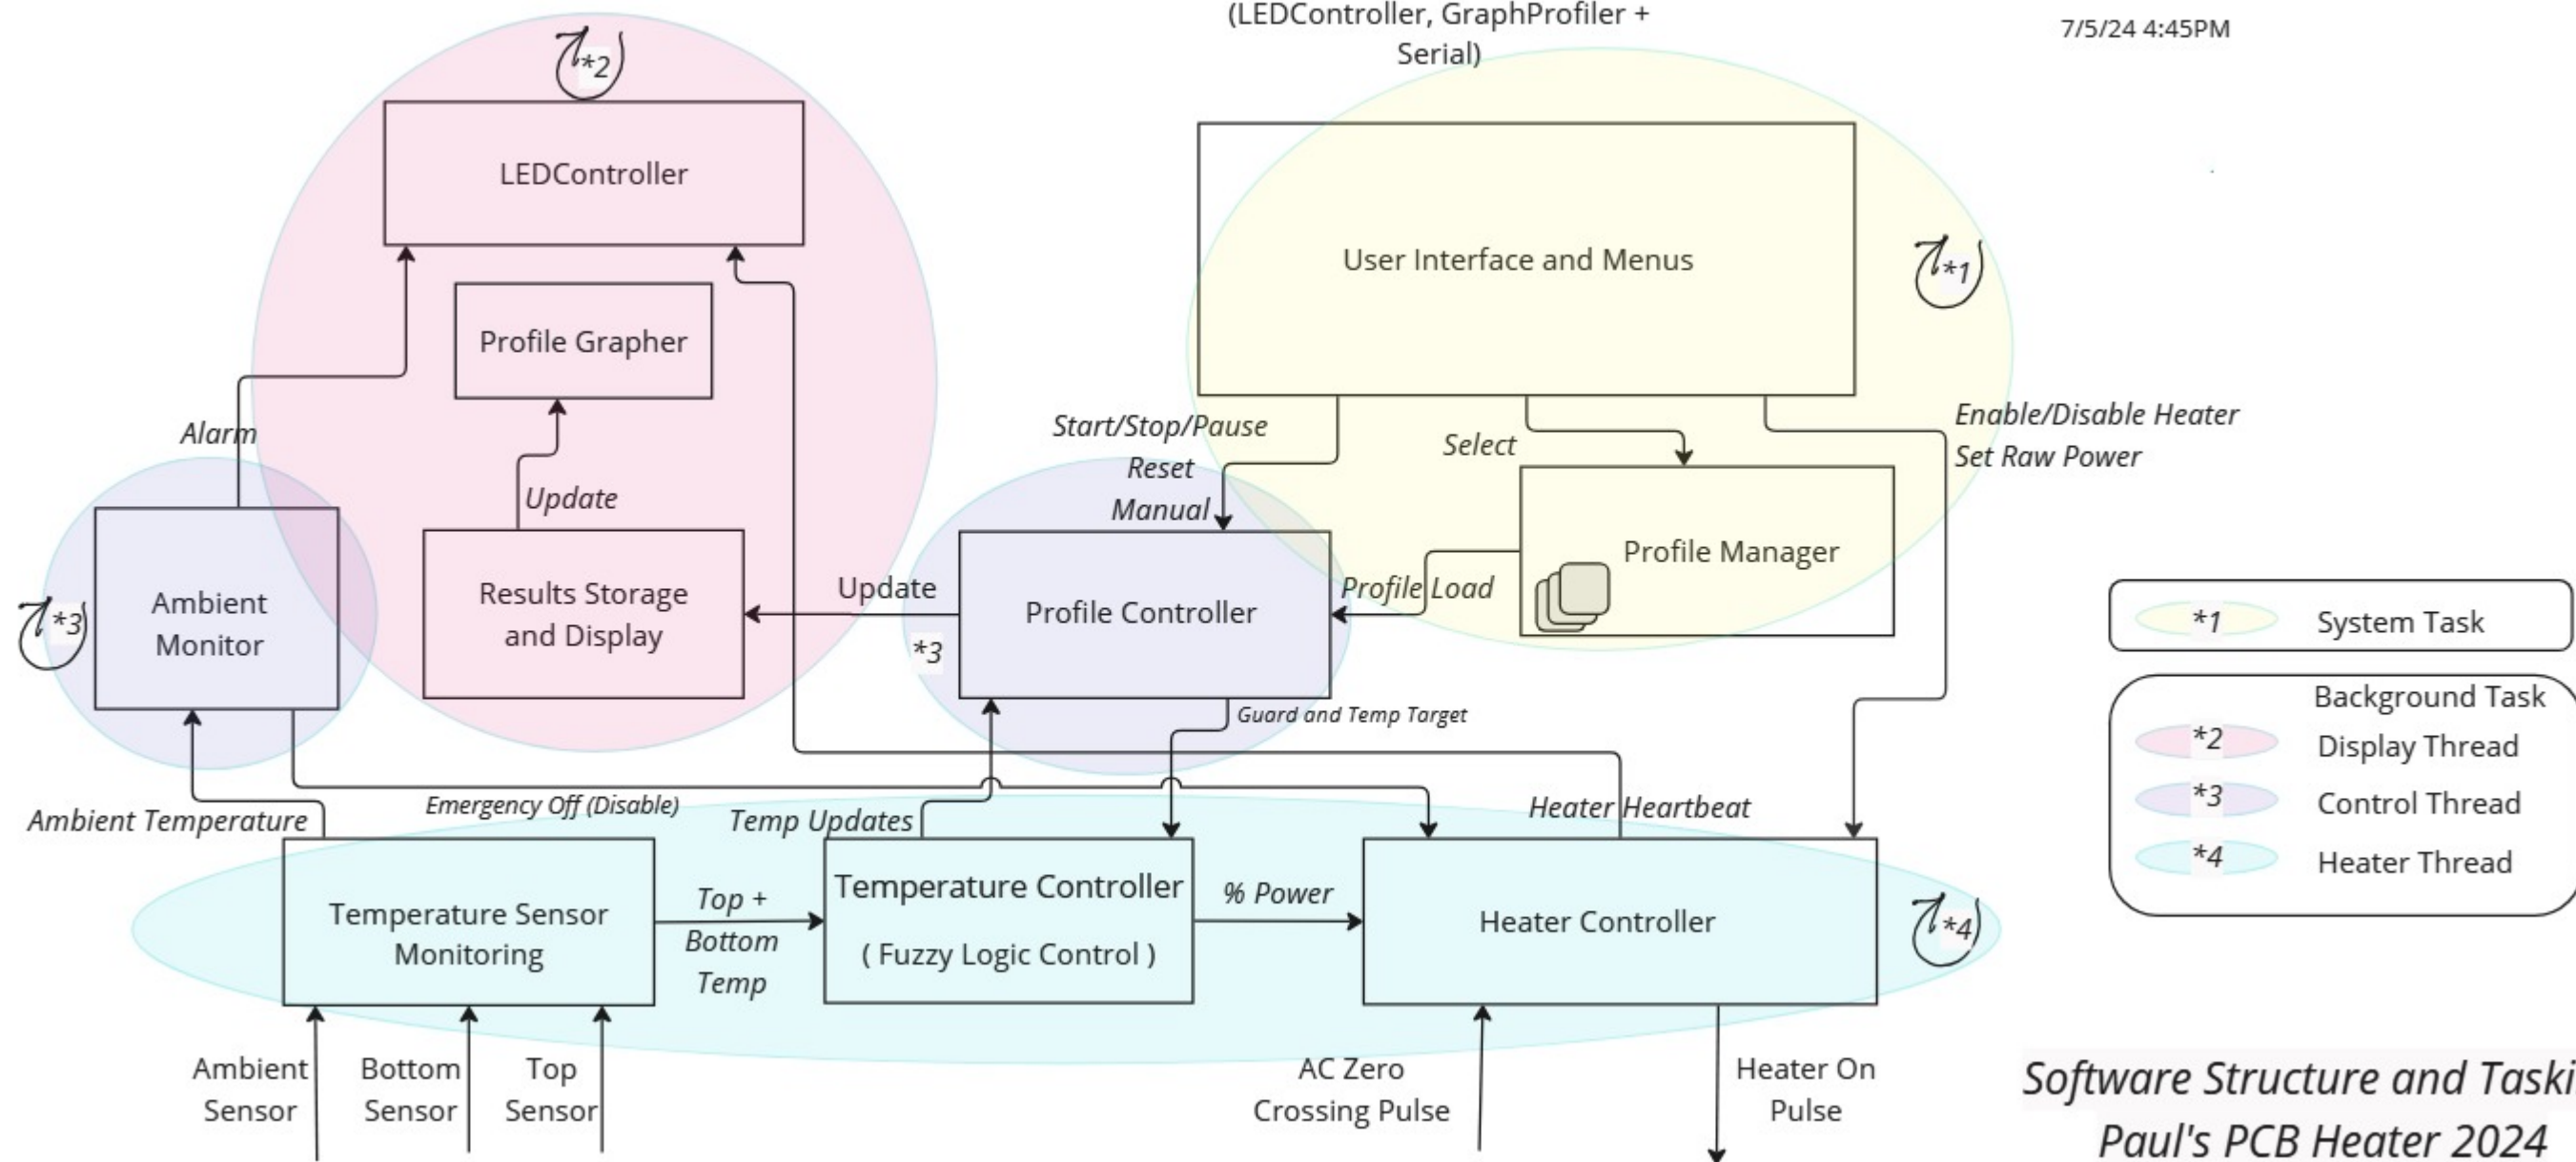 (LEDController, GraphProfiler +
Serial)
7/5/24 4:45PM
*2
LEDController
Profile Grapher
Alarm
Update
Ambient
Monitor
*3
Results Storage
and Display
Update
User Interface and Menus
*1
Start/Stop/Pause
Reset
Manual
Select
Enable/Disable Heater
Set Raw Power
Profile Manager
Profile Load
Profile Controller
*3
Guard and Temp Target
Ambient Temperature
Emergency Off (Disable)
Temp Updates
Heater Heartbeat
Temperature Sensor
Monitoring
Top +
Bottom
Temp
Temperature Controller
( Fuzzy Logic Control )
% Power
Heater Controller
*4
Ambient
Sensor
Bottom
Sensor
Top
Sensor
AC Zero
Crossing Pulse
Heater On
Pulse
*1 System Task
Background Task
*2 Display Thread
*3 Control Thread
*4 Heater Thread
Software Structure and
Paul's PCB Heater 2024